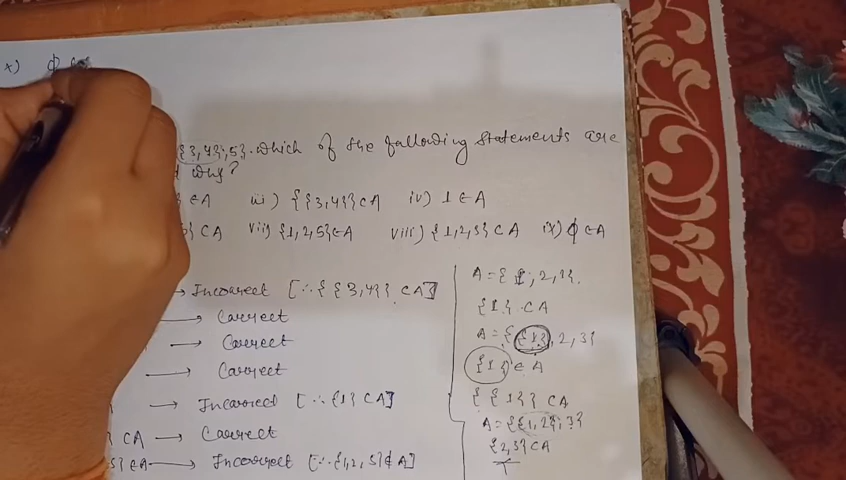 x) ϕ
{3,4},5}. which of the following statements are
why?
} ∈A iii) {{3,4}} ⊂A iv) 1 ∈A
} ⊂A vii) {1,2,5} ∈A viii) {1,2,3} ⊂A ix) ϕ ∈A
→ Incorrect [∵{{3,4}} ⊂A]
→ Correct
→ Correct
→ Correct
→ Incorrect [∵{1} ⊂A]
} ⊂A → Correct
5} ∈A → Incorrect [∵{1,2,5} ∉A]
A = {1,2,3}.
{1} ⊂A
A = {{1},2,3}
{1} ∈ A
{{1}} ⊂A
A = {{1,2},3}
{2,3} ⊂A